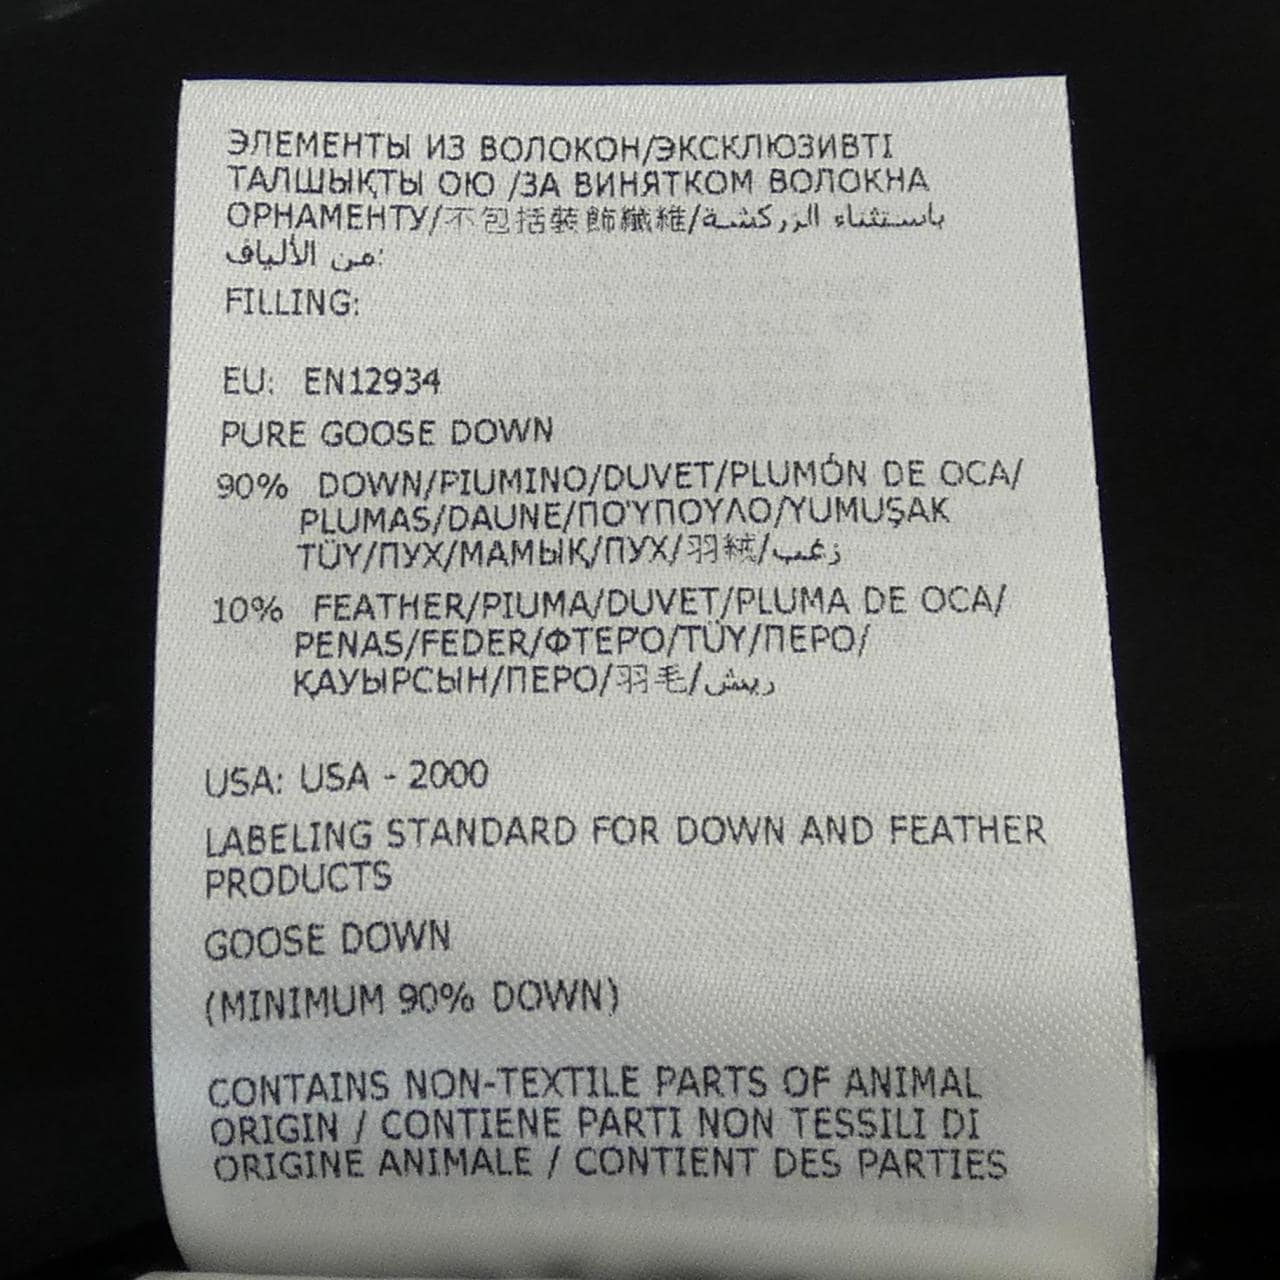 ЭЛЕМЕНТЫ ИЗ ВОЛОКОН/ЭКСКЛЮЗИВТІ
ТАЛШЫҚТЫ ОЮ /ЗА ВИНЯТКОМ ВОЛОКНА
ОРНАМЕНТУ/不包括裝飾纖維/باستثناء الزركشة
من الألياف:
FILLING:
EU: EN12934
PURE GOOSE DOWN
90% DOWN/PIUMINO/DUVET/PLUMÓN DE OCA/
PLUMAS/DAUNE/ΠΟΎΠΟΥΛΟ/YUMUŞAK
TÜY/ПУХ/МАМЫҚ/ПУХ/羽絨/زغب
10% FEATHER/PIUMA/DUVET/PLUMA DE OCA/
PENAS/FEDER/ΦΤΕΡΌ/TÜY/ПЕРО/
ҚАУЫРСЫН/ПЕРО/羽毛/ريش
USA: USA - 2000
LABELING STANDARD FOR DOWN AND FEATHER
PRODUCTS
GOOSE DOWN
(MINIMUM 90% DOWN)
CONTAINS NON-TEXTILE PARTS OF ANIMAL
ORIGIN / CONTIENE PARTI NON TESSILI DI
ORIGINE ANIMALE / CONTIENT DES PARTIES